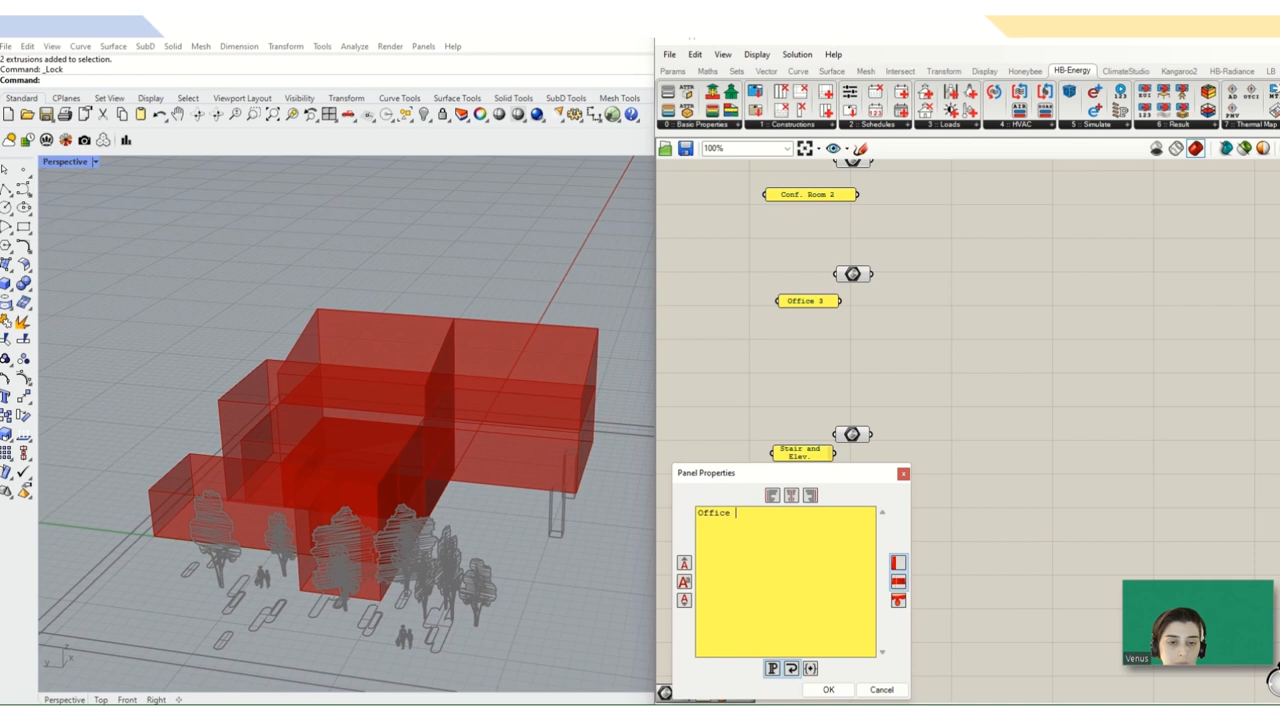 File Edit View Curve Surface SubD Solid Mesh Dimension Transform Tools Analyze Render Panels Help
2 extrusions added to selection.
Command: _Lock
Command:
Standard CPlanes Set View Display Select Viewport Layout Visibility Transform Curve Tools Surface Tools Solid Tools SubD Tools Mesh Tools
Perspective
y x
Perspective Top Front Right
File Edit View Display Solution Help
Params Maths Sets Vector Curve Surface Mesh Intersect Transform Display Honeybee HB-Energy ClimateStudio Kangaroo2 HB-Radiance LB
0 :: Basic Properties 1 :: Constructions 2 :: Schedules 3 :: Loads 4 :: HVAC 5 :: Simulate 6 :: Result 7 :: Thermal Map
100%
Conf. Room 2
Office 3
Stair and
Elev.
Panel Properties
Office
OK Cancel
Venus